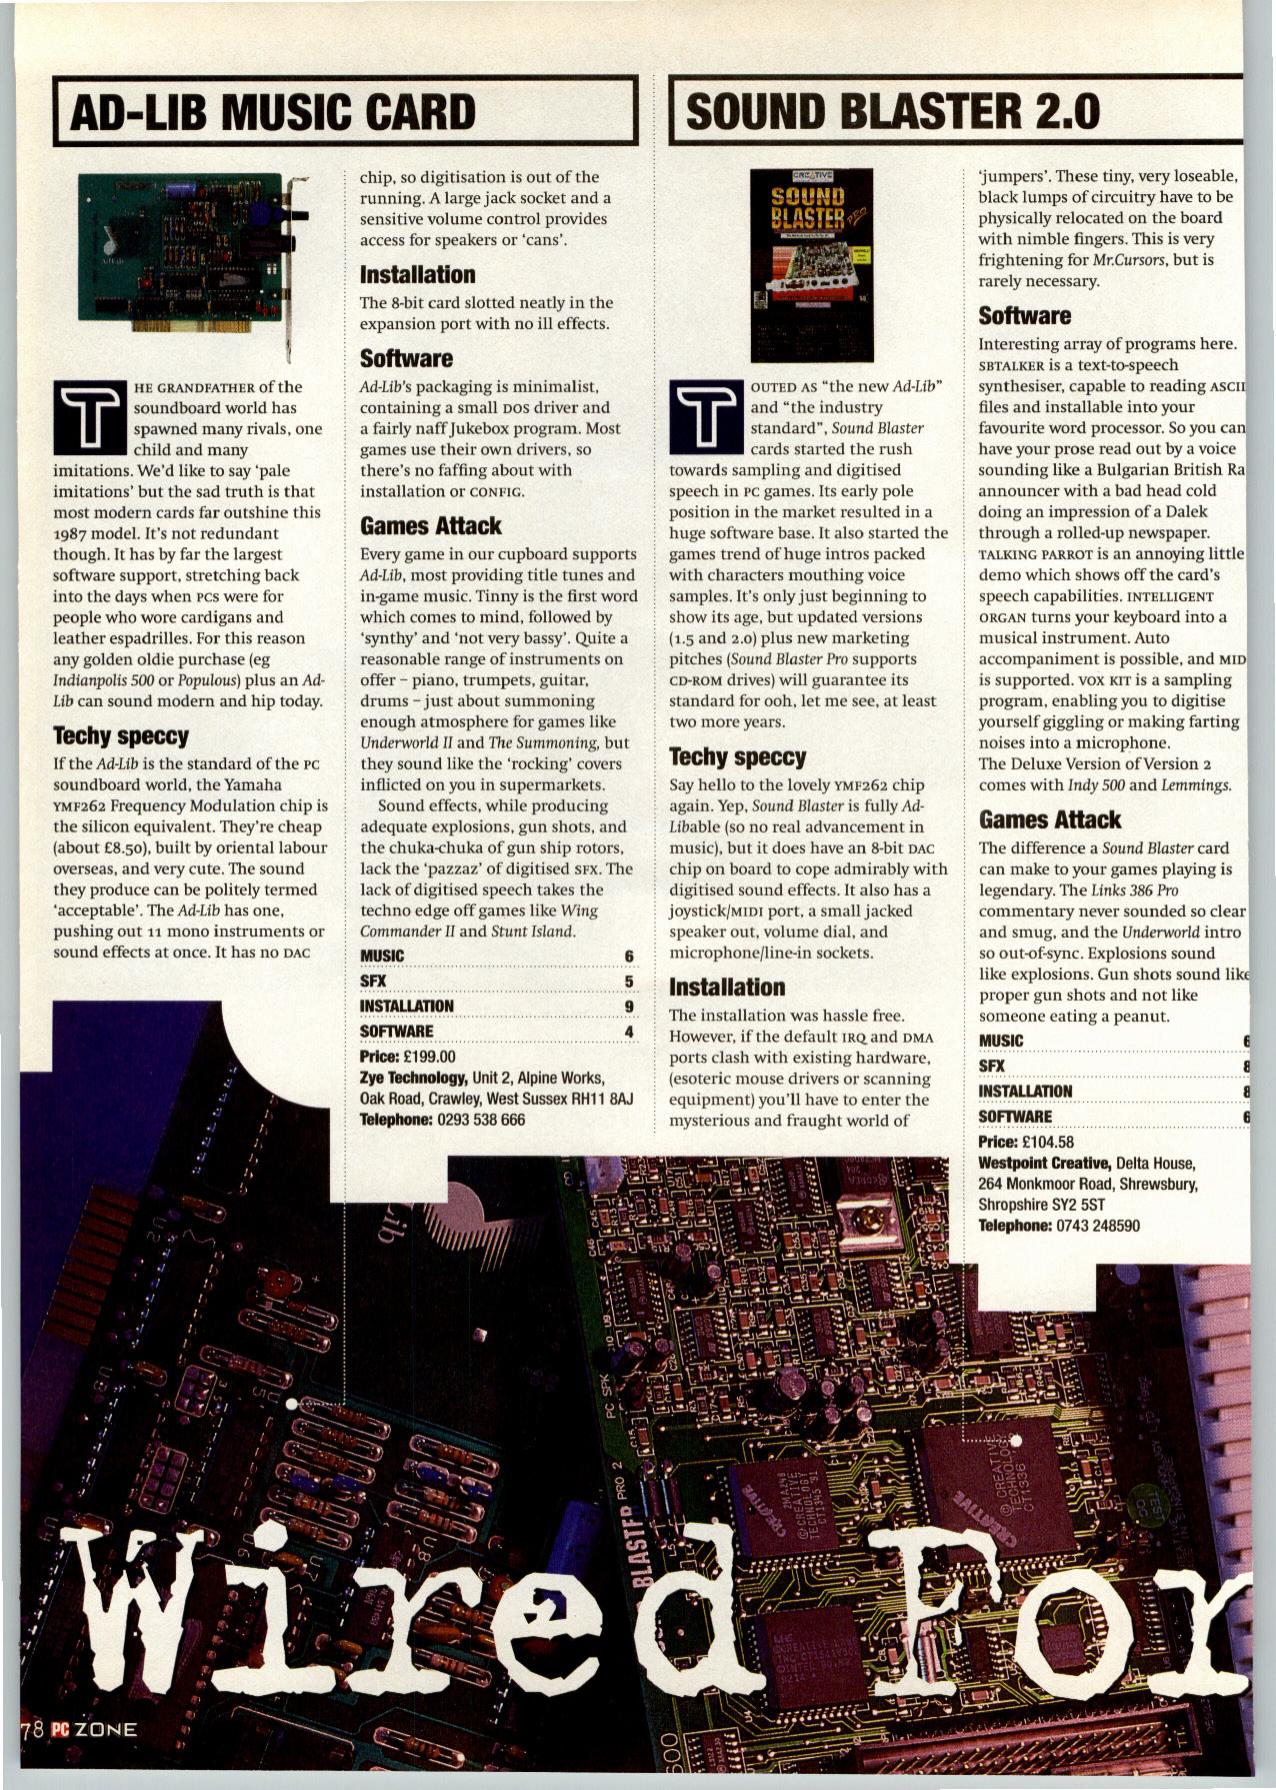 AD-LIB MUSIC CARD
THE GRANDFATHER of the
soundboard world has
spawned many rivals, one
child and many
imitations. We'd like to say 'pale
imitations' but the sad truth is that
most modern cards far outshine this
1987 model. It's not redundant
though. It has by far the largest
software support, stretching back
into the days when PCs were for
people who wore cardigans and
leather espadrilles. For this reason
any golden oldie purchase (eg
Indianpolis 500 or Populous) plus an Ad-
Lib can sound modern and hip today.
Techy speccy
If the Ad-Lib is the standard of the PC
soundboard world, the Yamaha
YMF262 Frequency Modulation chip is
the silicon equivalent. They're cheap
(about £8.50), built by oriental labour
overseas, and very cute. The sound
they produce can be politely termed
'acceptable'. The Ad-Lib has one,
pushing out 11 mono instruments or
sound effects at once. It has no DAC
chip, so digitisation is out of the
running. A large jack socket and a
sensitive volume control provides
access for speakers or 'cans'.
Installation
The 8-bit card slotted neatly in the
expansion port with no ill effects.
Software
Ad-Lib's packaging is minimalist,
containing a small DOS driver and
a fairly naff Jukebox program. Most
games use their own drivers, so
there's no faffing about with
installation or CONFIG.
Games Attack
Every game in our cupboard supports
Ad-Lib, most providing title tunes and
in-game music. Tinny is the first word
which comes to mind, followed by
'synthy' and 'not very bassy'. Quite a
reasonable range of instruments on
offer – piano, trumpets, guitar,
drums – just about summoning
enough atmosphere for games like
Underworld II and The Summoning, but
they sound like the 'rocking' covers
inflicted on you in supermarkets.
Sound effects, while producing
adequate explosions, gun shots, and
the chuka-chuka of gun ship rotors,
lack the 'pazzaz' of digitised SFX. The
lack of digitised speech takes the
techno edge off games like Wing
Commander II and Stunt Island.
MUSIC 6
SFX 5
INSTALLATION 9
SOFTWARE 4
Price: £199.00
Zye Technology, Unit 2, Alpine Works,
Oak Road, Crawley, West Sussex RH11 8AJ
Telephone: 0293 538 666
SOUND BLASTER 2.0
CREATIVE
SOUND
BLASTER PRO
TOUTED AS "the new Ad-Lib"
and "the industry
standard", Sound Blaster
cards started the rush
towards sampling and digitised
speech in PC games. Its early pole
position in the market resulted in a
huge software base. It also started the
games trend of huge intros packed
with characters mouthing voice
samples. It's only just beginning to
show its age, but updated versions
(1.5 and 2.0) plus new marketing
pitches (Sound Blaster Pro supports
CD-ROM drives) will guarantee its
standard for ooh, let me see, at least
two more years.
Techy speccy
Say hello to the lovely YMF262 chip
again. Yep, Sound Blaster is fully Ad-
Libable (so no real advancement in
music), but it does have an 8-bit DAC
chip on board to cope admirably with
digitised sound effects. It also has a
joystick/MIDI port, a small jacked
speaker out, volume dial, and
microphone/line-in sockets.
Installation
The installation was hassle free.
However, if the default IRQ and DMA
ports clash with existing hardware,
(esoteric mouse drivers or scanning
equipment) you'll have to enter the
mysterious and fraught world of
'jumpers'. These tiny, very loseable,
black lumps of circuitry have to be
physically relocated on the board
with nimble fingers. This is very
frightening for Mr.Cursors, but is
rarely necessary.
Software
Interesting array of programs here.
SBTALKER is a text-to-speech
synthesiser, capable to reading ASCII
files and installable into your
favourite word processor. So you can
have your prose read out by a voice
sounding like a Bulgarian British Ra
announcer with a bad head cold
doing an impression of a Dalek
through a rolled-up newspaper.
TALKING PARROT is an annoying little
demo which shows off the card's
speech capabilities. INTELLIGENT
ORGAN turns your keyboard into a
musical instrument. Auto
accompaniment is possible, and MID
is supported. VOX KIT is a sampling
program, enabling you to digitise
yourself giggling or making farting
noises into a microphone.
The Deluxe Version of Version 2
comes with Indy 500 and Lemmings.
Games Attack
The difference a Sound Blaster card
can make to your games playing is
legendary. The Links 386 Pro
commentary never sounded so clear
and smug, and the Underworld intro
so out-of-sync. Explosions sound
like explosions. Gun shots sound like
proper gun shots and not like
someone eating a peanut.
MUSIC 6
SFX 8
INSTALLATION 8
SOFTWARE 6
Price: £104.58
Westpoint Creative, Delta House,
264 Monkmoor Road, Shrewsbury,
Shropshire SY2 5ST
Telephone: 0743 248590
PC SPK
BLASTER PRO 2
CREATIVE
© CREATIVE
TECHNOLOGY
CT1336
Wired For
78 PC ZONE